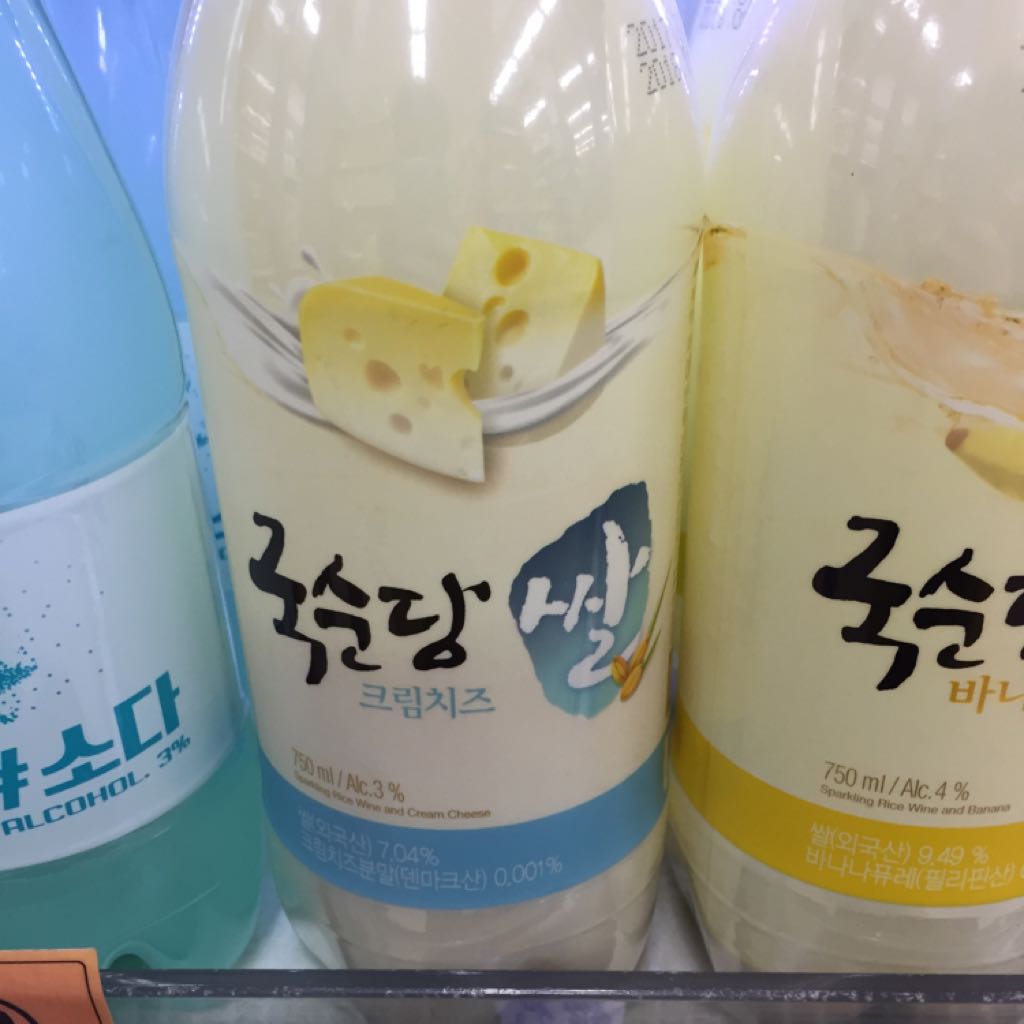 소다
ALCOHOL. 3%
국순당 쌀
크림치즈
750 ml / Alc.3 %
Sparkling Rice Wine and Cream Cheese
쌀(외국산) 7.04%
크림치즈분말(덴마크산) 0.001%
국순
바나
750 ml / Alc.4 %
Sparkling Rice Wine and Banana
쌀(외국산) 9.49 %
바나나퓨레(필리핀산)